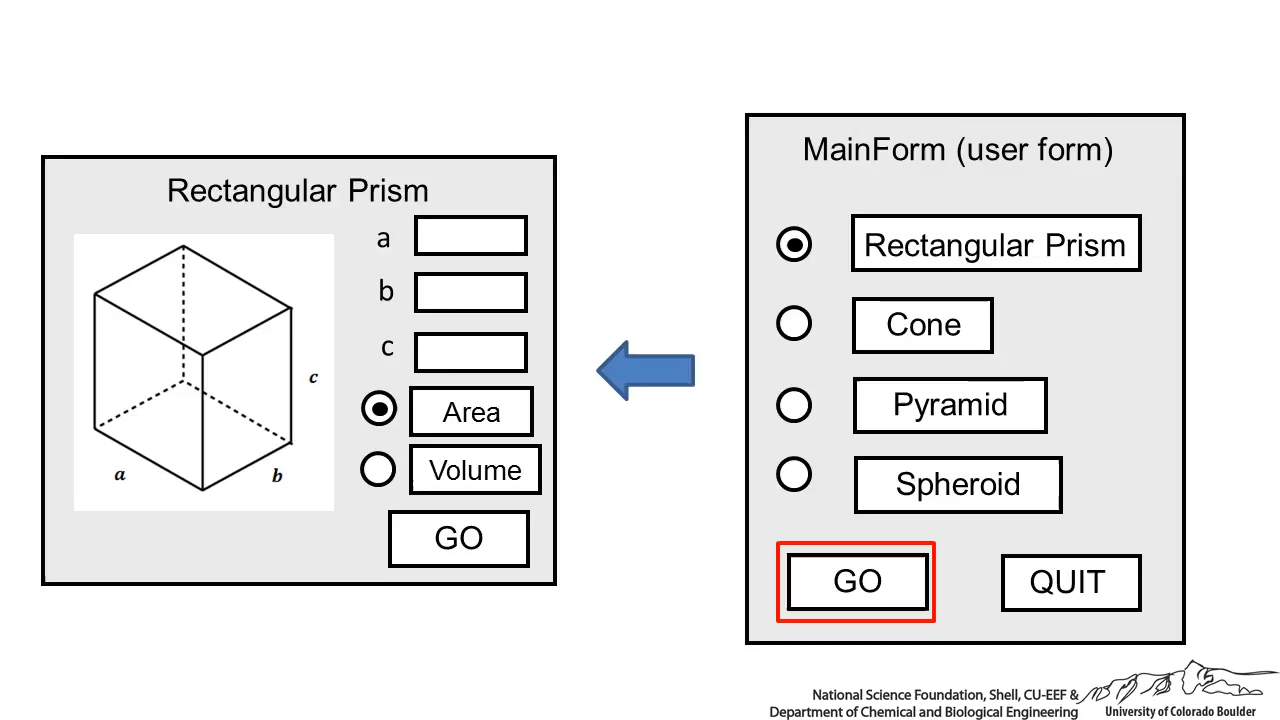 Rectangular Prism
a
b
c
Area
Volume
GO
a
b
c
MainForm (user form)
Rectangular Prism
Cone
Pyramid
Spheroid
GO
QUIT
National Science Foundation, Shell, CU-EEF &
Department of Chemical and Biological Engineering
University of Colorado Boulder